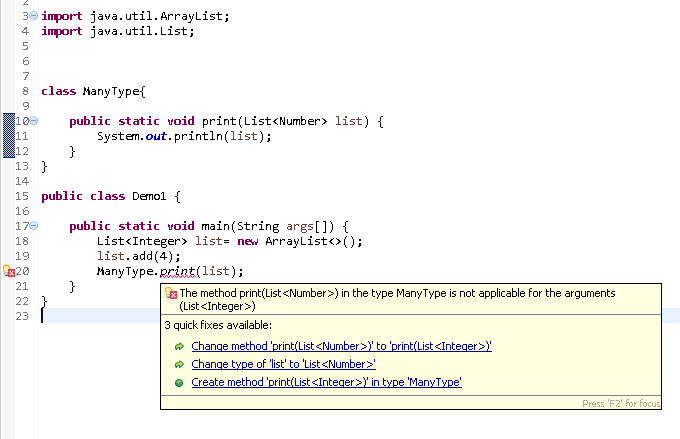 2
3 import java.util.ArrayList;
4 import java.util.List;
5
6
7
8 class ManyType{
9
10 public static void print(List<Number> list) {
11 System.out.println(list);
12 }
13 }
14
15 public class Demo1 {
16
17 public static void main(String args[]) {
18 List<Integer> list= new ArrayList<>();
19 list.add(4);
20 ManyType.print(list);
21 }
22 }
23
The method print(List<Number>) in the type ManyType is not applicable for the arguments
(List<Integer>)
3 quick fixes available:
Change method 'print(List<Number>)' to 'print(List<Integer>)'
Change type of 'list' to 'List<Number>'
Create method 'print(List<Integer>)' in type 'ManyType'
Press 'F2' for focus